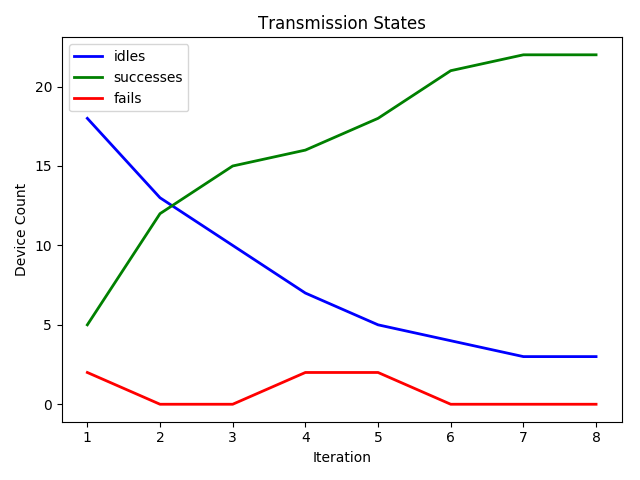 Transmission States
idles
successes
fails
Device Count
20
15
10
5
0
1 2 3 4 5 6 7 8
Iteration